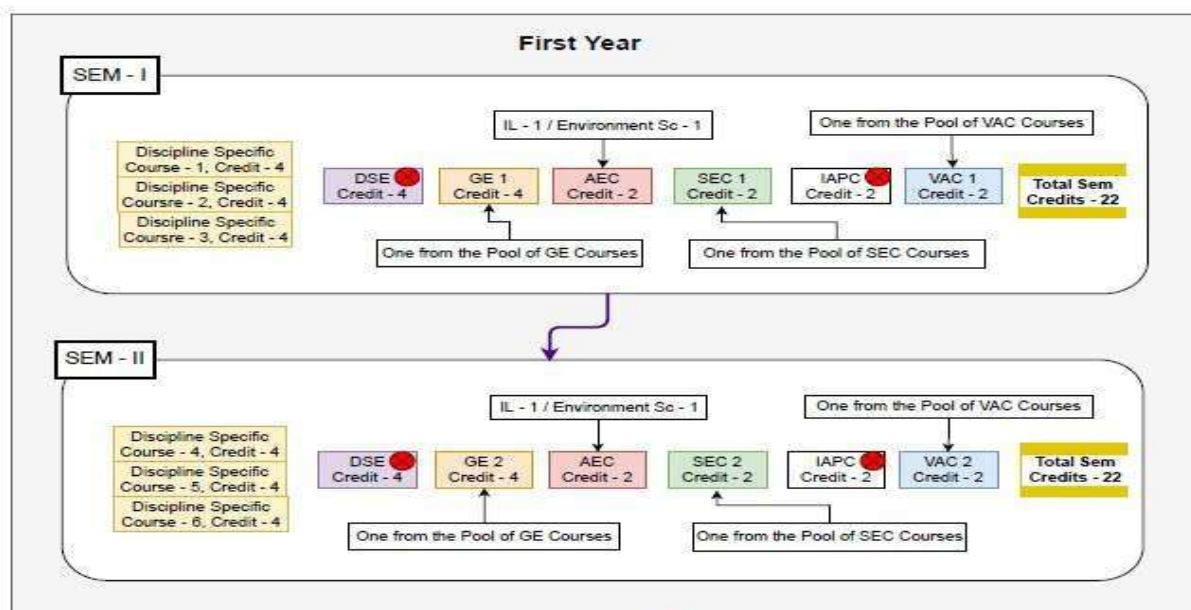 First Year
SEM - I
IL - 1 / Environment Sc - 1
One from the Pool of VAC Courses
Discipline Specific
Course - 1, Credit - 4
Discipline Specific
Coursre - 2, Credit - 4
Discipline Specific
Coursre - 3, Credit - 4
DSE
Credit - 4
GE 1
Credit - 4
AEC
Credit - 2
SEC 1
Credit - 2
IAPC
Credit - 2
VAC 1
Credit - 2
Total Sem
Credits - 22
One from the Pool of GE Courses
One from the Pool of SEC Courses
SEM - II
IL - 1 / Environment Sc - 1
One from the Pool of VAC Courses
Discipline Specific
Course - 4, Credit - 4
Discipline Specific
Course - 5, Credit - 4
Discipline Specific
Course - 6, Credit - 4
DSE
Credit - 4
GE 2
Credit - 4
AEC
Credit - 2
SEC 2
Credit - 2
IAPC
Credit - 2
VAC 2
Credit - 2
Total Sem
Credits - 22
One from the Pool of GE Courses
One from the Pool of SEC Courses